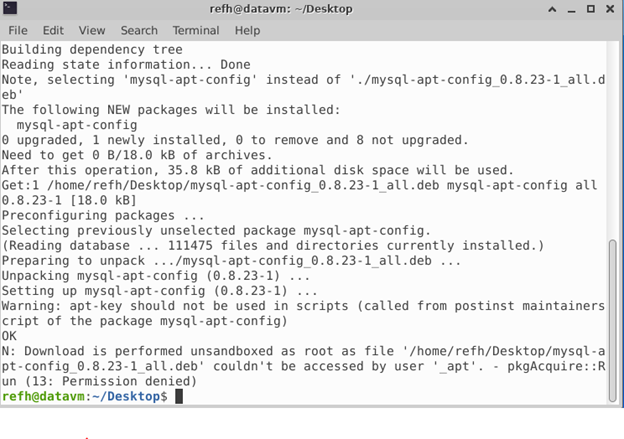 refh@datavm: ~/Desktop
File Edit View Search Terminal Help
Building dependency tree
Reading state information... Done
Note, selecting 'mysql-apt-config' instead of './mysql-apt-config_0.8.23-1_all.d
eb'
The following NEW packages will be installed:
  mysql-apt-config
0 upgraded, 1 newly installed, 0 to remove and 8 not upgraded.
Need to get 0 B/18.0 kB of archives.
After this operation, 35.8 kB of additional disk space will be used.
Get:1 /home/refh/Desktop/mysql-apt-config_0.8.23-1_all.deb mysql-apt-config all
0.8.23-1 [18.0 kB]
Preconfiguring packages ...
Selecting previously unselected package mysql-apt-config.
(Reading database ... 111475 files and directories currently installed.)
Preparing to unpack .../mysql-apt-config_0.8.23-1_all.deb ...
Unpacking mysql-apt-config (0.8.23-1) ...
Setting up mysql-apt-config (0.8.23-1) ...
Warning: apt-key should not be used in scripts (called from postinst maintainers
cript of the package mysql-apt-config)
OK
N: Download is performed unsandboxed as root as file '/home/refh/Desktop/mysql-a
pt-config_0.8.23-1_all.deb' couldn't be accessed by user '_apt'. - pkgAcquire::R
un (13: Permission denied)
refh@datavm:~/Desktop$